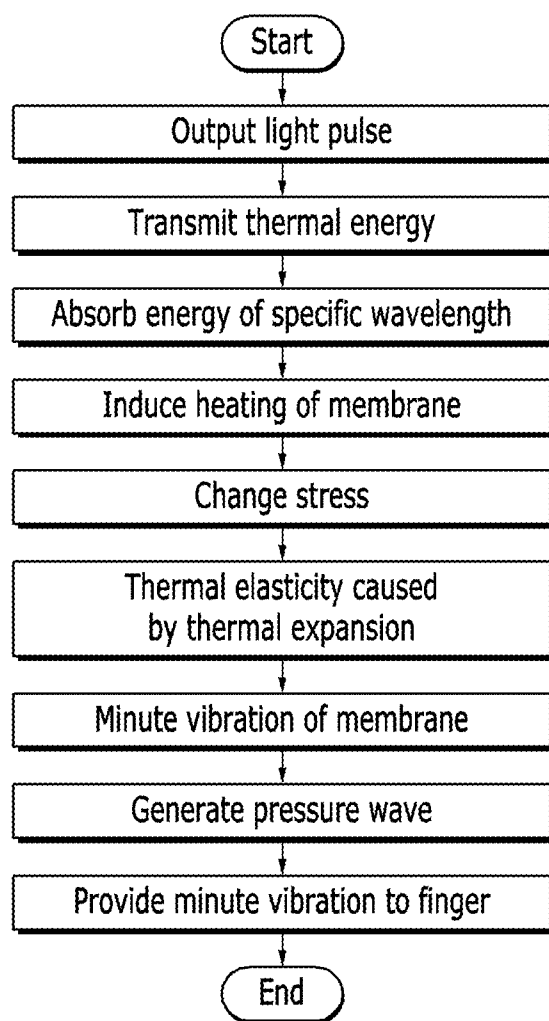 Start
Output light pulse
Transmit thermal energy
Absorb energy of specific wavelength
Induce heating of membrane
Change stress
Thermal elasticity caused
by thermal expansion
Minute vibration of membrane
Generate pressure wave
Provide minute vibration to finger
End